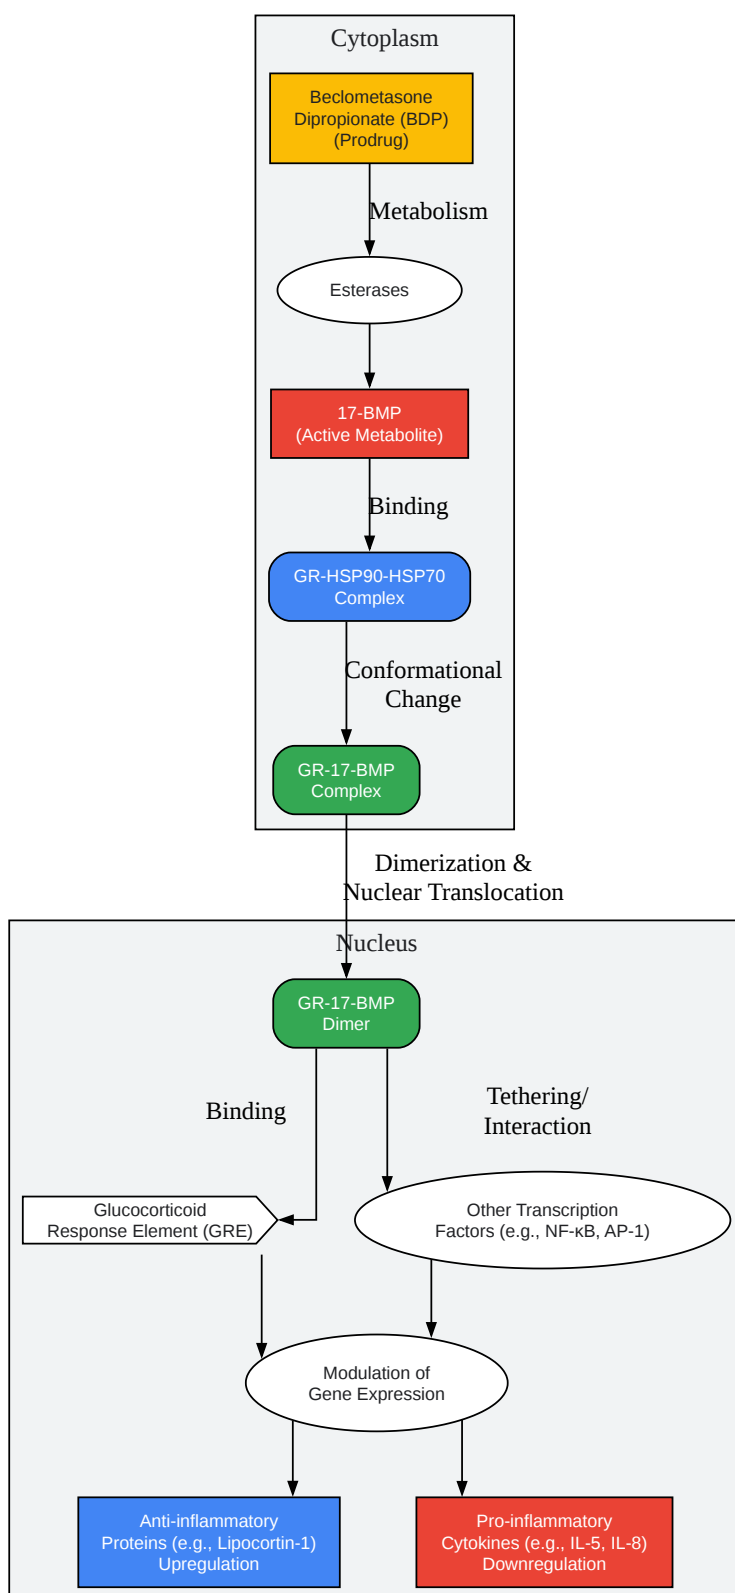 Cytoplasm
Beclometasone
Dipropionate (BDP)
(Prodrug)
Metabolism
Esterases
17-BMP
(Active Metabolite)
Binding
GR-HSP90-HSP70
Complex
Conformational
Change
GR-17-BMP
Complex
Dimerization &
Nuclear Translocation
Nucleus
GR-17-BMP
Dimer
Binding
Tethering/
Interaction
Glucocorticoid
Response Element (GRE)
Other Transcription
Factors (e.g., NF-κB, AP-1)
Modulation of
Gene Expression
Anti-inflammatory
Proteins (e.g., Lipocortin-1)
Upregulation
Pro-inflammatory
Cytokines (e.g., IL-5, IL-8)
Downregulation